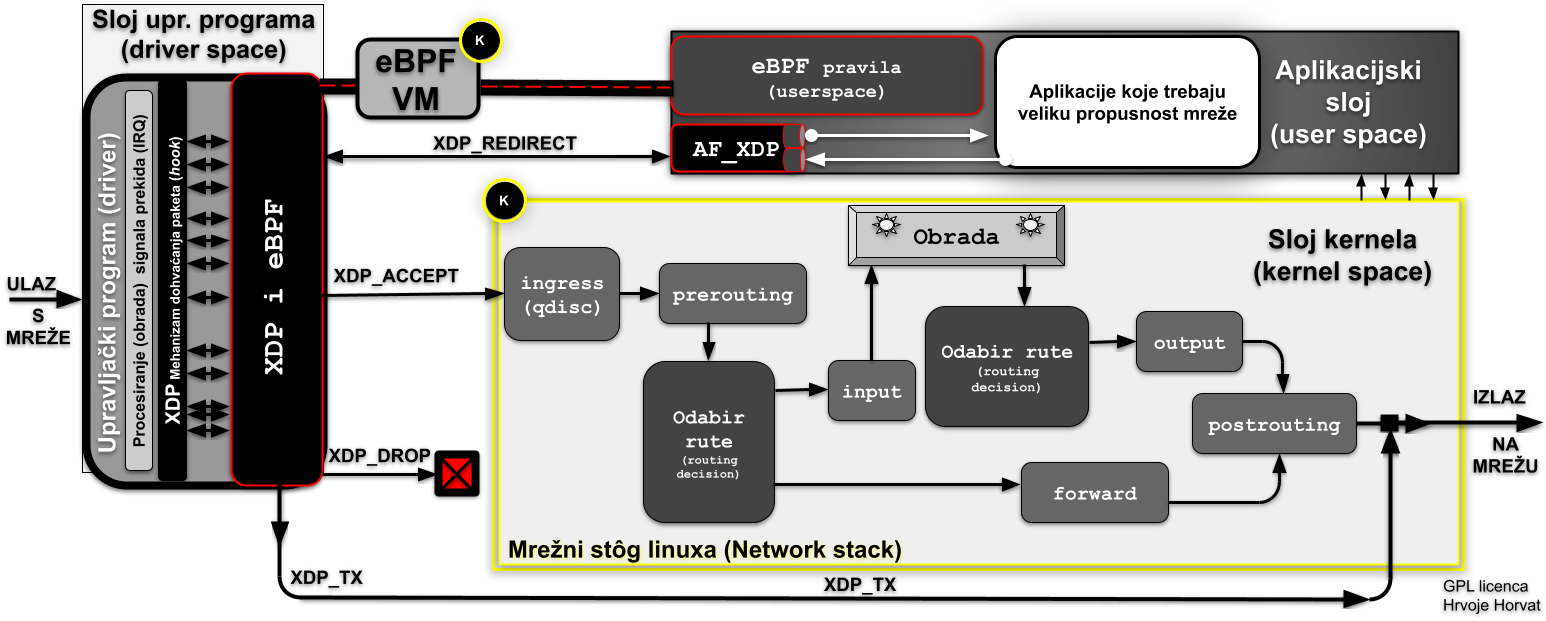 Sloj upr. programa
(driver space)
eBPF
VM
K
eBPF pravila
(userspace)
Aplikacije koje trebaju
veliku propusnost mreže
Aplikacijski
sloj
(user space)
AF_XDP
XDP_REDIRECT
Upravljački program (driver)
Procesiranje (obrada) signala prekida (IRQ)
XDP Mehanizam dohvaćanja paketa (hook)
XDP i eBPF
ULAZ
S
MREŽE
K
XDP_ACCEPT
ingress
(qdisc)
prerouting
Obrada
Sloj kernela
(kernel space)
Odabir
rute
(routing
decision)
input
Odabir rute
(routing
decision)
output
postrouting
forward
IZLAZ
NA
MREŽU
XDP_DROP
Mrežni stôg linuxa (Network stack)
XDP_TX
XDP_TX
GPL licenca
Hrvoje Horvat